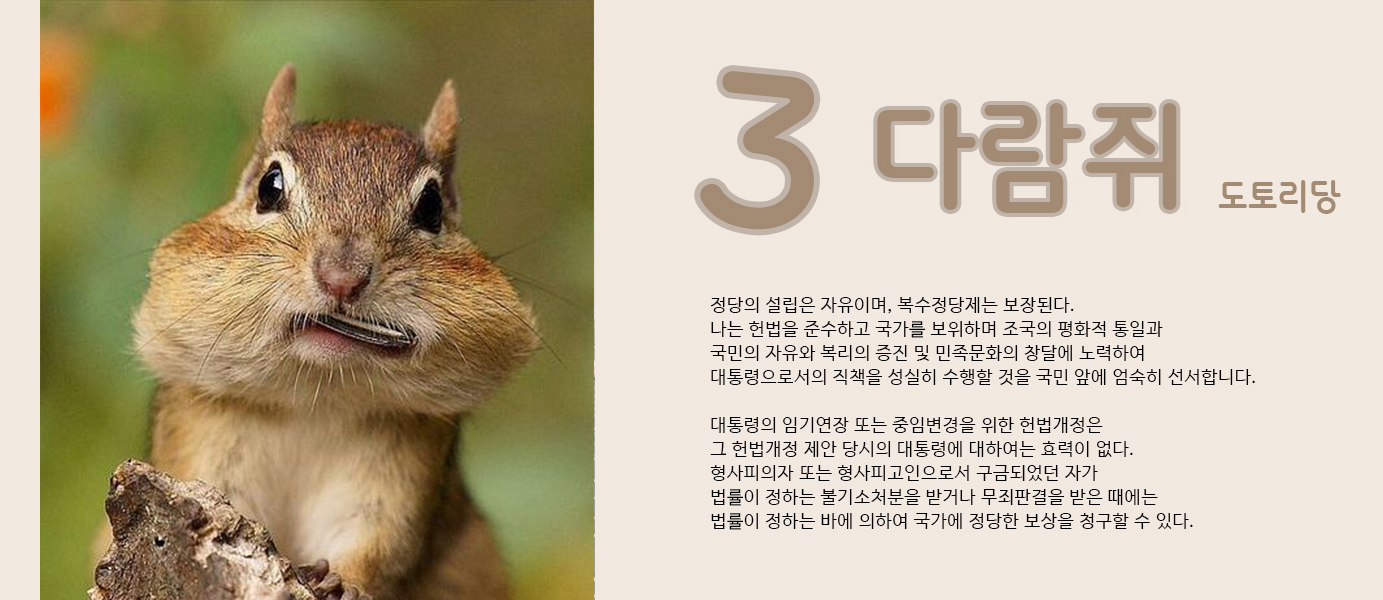 3 다람쥐 도토리당
정당의 설립은 자유이며, 복수정당제는 보장된다.
나는 헌법을 준수하고 국가를 보위하며 조국의 평화적 통일과
국민의 자유와 복리의 증진 및 민족문화의 창달에 노력하여
대통령으로서의 직책을 성실히 수행할 것을 국민 앞에 엄숙히 선서합니다.
대통령의 임기연장 또는 중임변경을 위한 헌법개정은
그 헌법개정 제안 당시의 대통령에 대하여는 효력이 없다.
형사피의자 또는 형사피고인으로서 구금되었던 자가
법률이 정하는 불기소처분을 받거나 무죄판결을 받은 때에는
법률이 정하는 바에 의하여 국가에 정당한 보상을 청구할 수 있다.